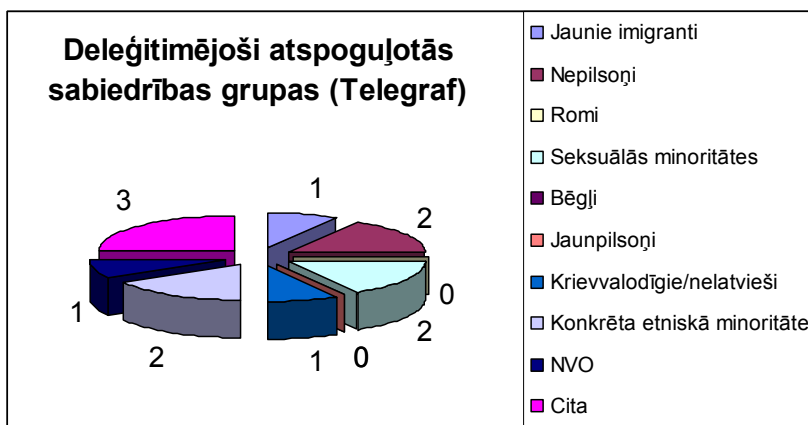 Deleģitimējoši atspoguļotās
sabiedrības grupas (Telegraf)
3
1
2
0
2
0
1
2
1
Jaunie imigranti
Nepilsoņi
Romi
Seksuālās minoritātes
Bēgļi
Jaunpilsoņi
Krievvalodīgie/nelatvieši
Konkrēta etniskā minoritāte
NVO
Cita